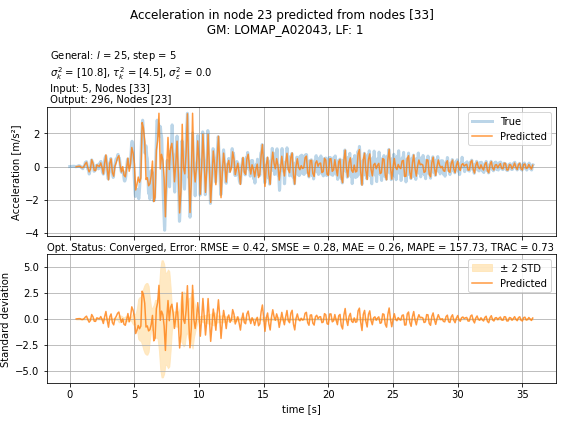 Acceleration in node 23 predicted from nodes [33]
GM: LOMAP_A02043, LF: 1
General: l = 25, step = 5
σ²ₖ = [10.8], τ²ₖ = [4.5], σ²ε = 0.0
Input: 5, Nodes [33]
Output: 296, Nodes [23]
Acceleration [m/s²]
2
0
−2
−4
True
Predicted
Opt. Status: Converged, Error: RMSE = 0.42, SMSE = 0.28, MAE = 0.26, MAPE = 157.73, TRAC = 0.73
Standard deviation
5.0
2.5
0.0
−2.5
−5.0
± 2 STD
Predicted
0 5 10 15 20 25 30 35
time [s]